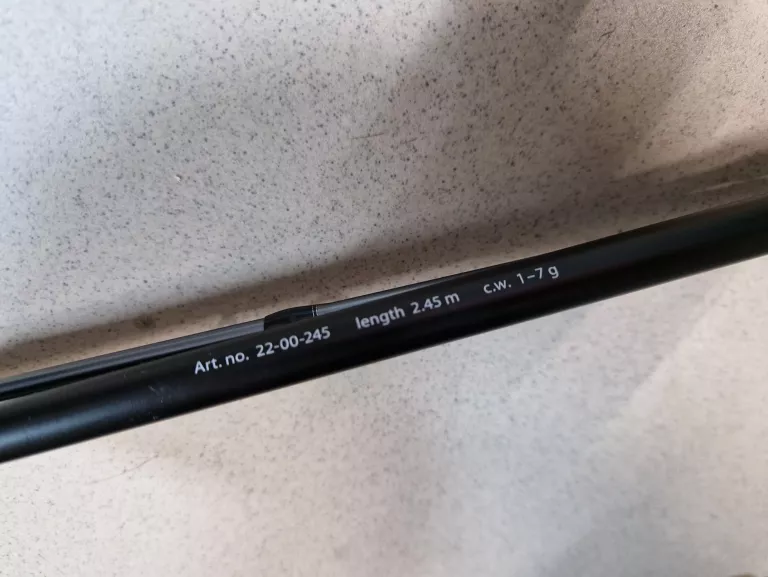 Art. no. 22-00-245 length 2.45 m c.w. 1–7 g